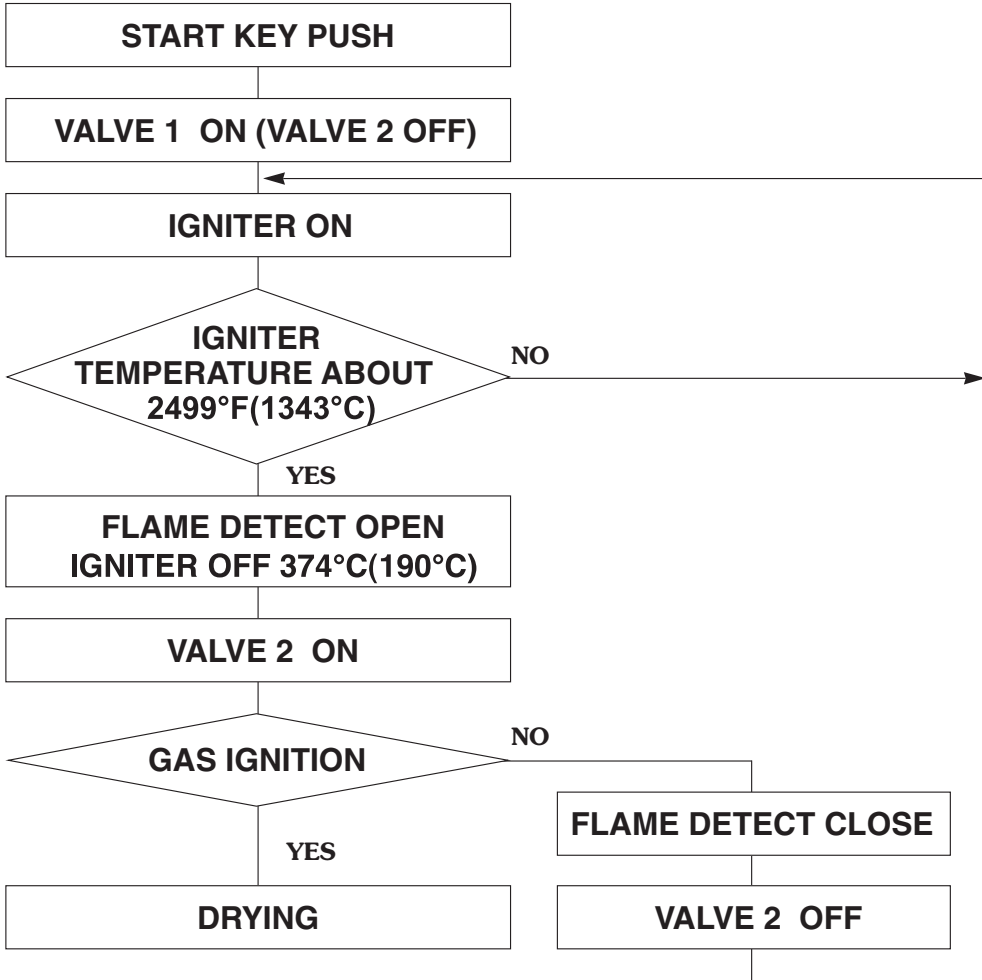 START KEY PUSH
VALVE 1 ON (VALVE 2 OFF)
IGNITER ON
IGNITER
TEMPERATURE ABOUT
2499°F(1343°C)
NO
YES
FLAME DETECT OPEN
IGNITER OFF 374°C(190°C)
VALVE 2 ON
GAS IGNITION
NO
FLAME DETECT CLOSE
YES
DRYING
VALVE 2 OFF